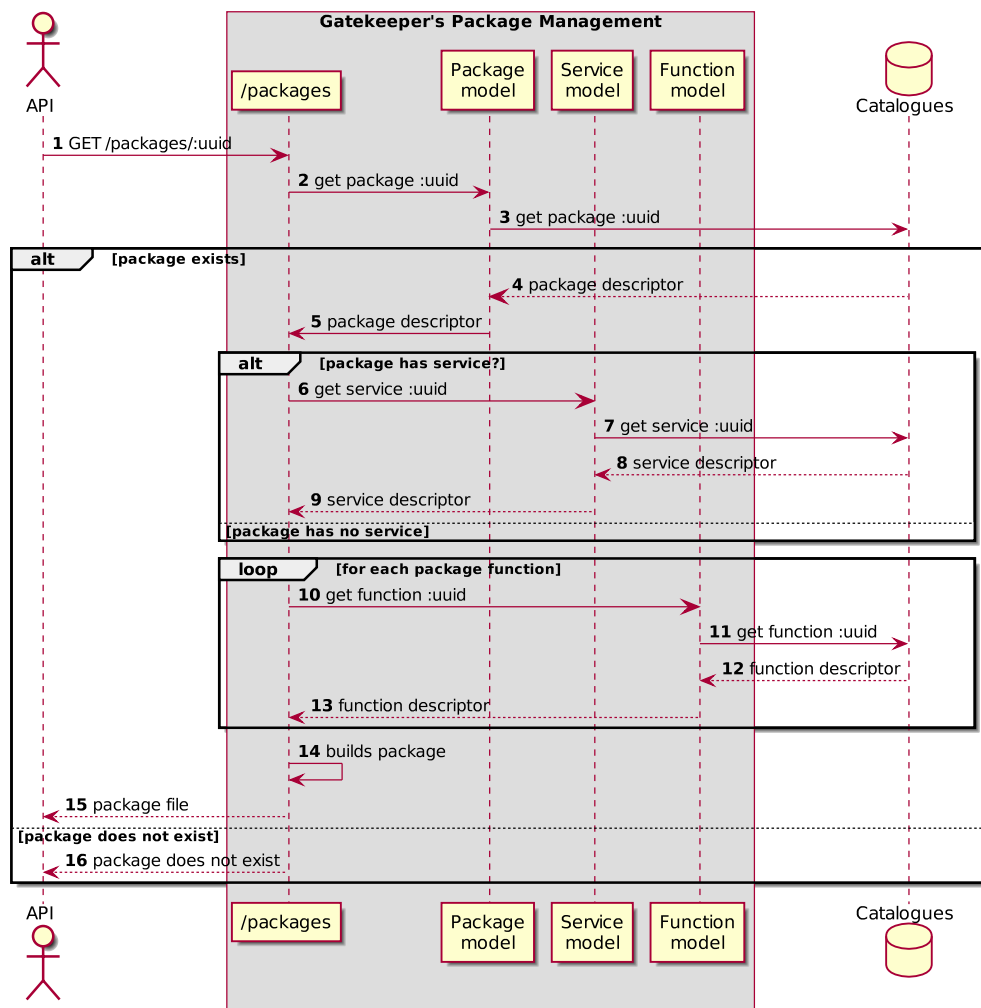 Gatekeeper's Package Management
API
/packages
Package
model
Service
model
Function
model
Catalogues
1 GET /packages/:uuid
2 get package :uuid
3 get package :uuid
alt [package exists]
4 package descriptor
5 package descriptor
alt [package has service?]
6 get service :uuid
7 get service :uuid
8 service descriptor
9 service descriptor
[package has no service]
loop [for each package function]
10 get function :uuid
11 get function :uuid
12 function descriptor
13 function descriptor
14 builds package
15 package file
[package does not exist]
16 package does not exist
API
/packages
Package
model
Service
model
Function
model
Catalogues